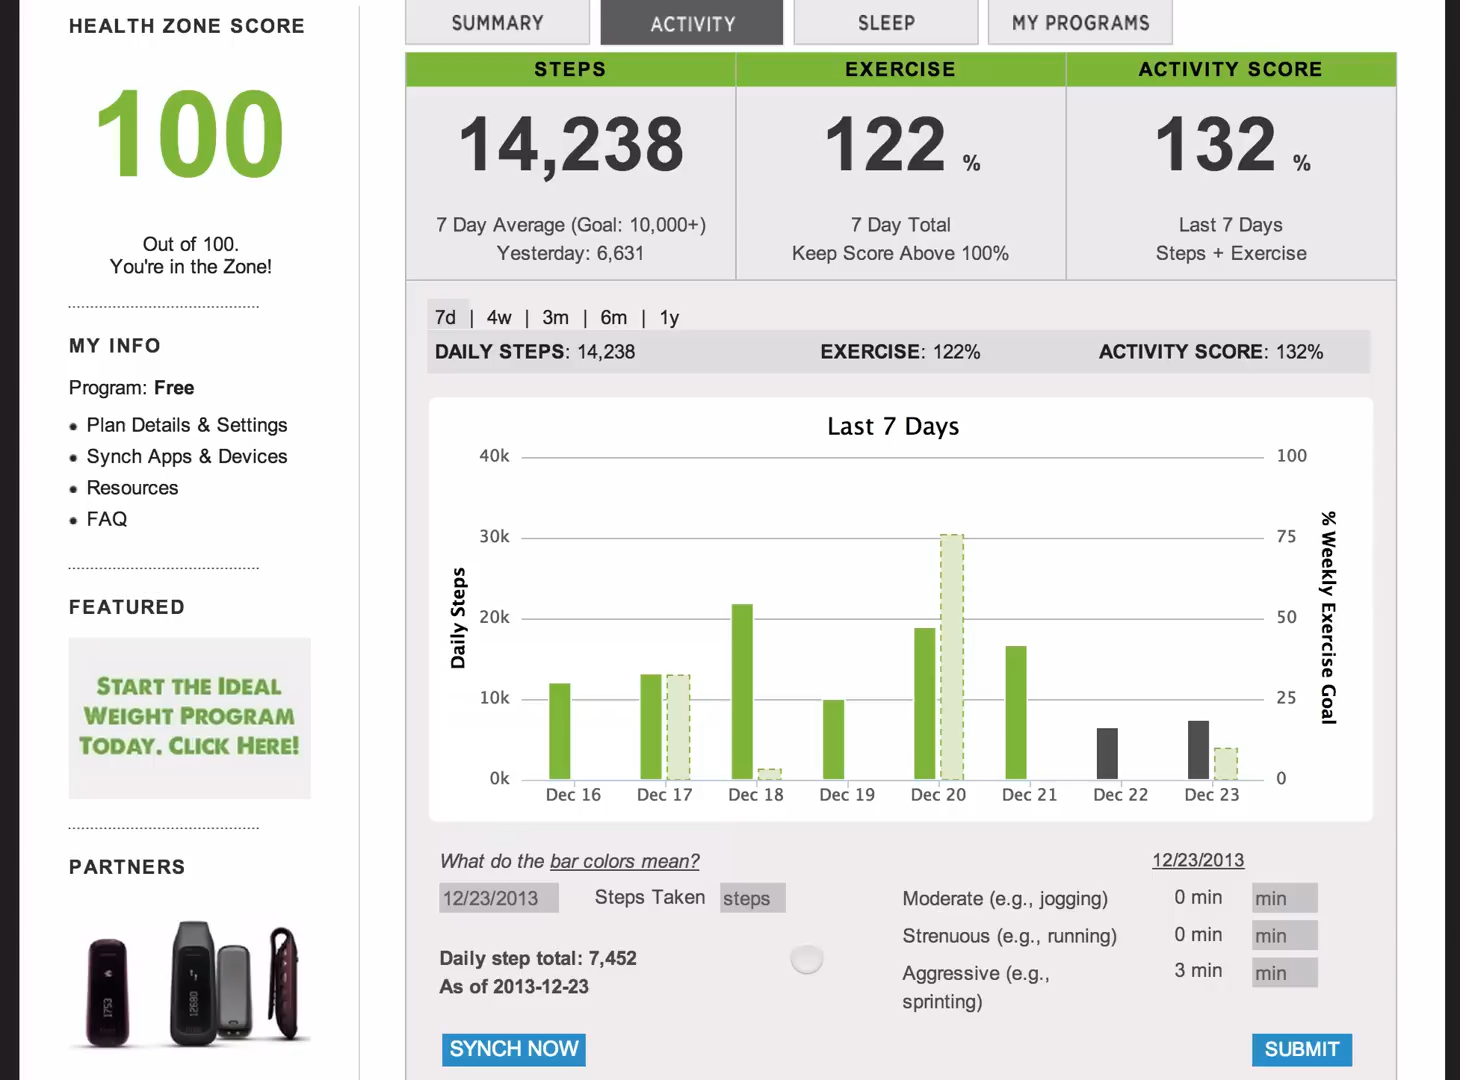 HEALTH ZONE SCORE
100
Out of 100.
You're in the Zone!
MY INFO
Program: Free
Plan Details & Settings
Synch Apps & Devices
Resources
FAQ
FEATURED
START THE IDEAL
WEIGHT PROGRAM
TODAY. CLICK HERE!
PARTNERS
SUMMARY
ACTIVITY
SLEEP
MY PROGRAMS
STEPS
14,238
7 Day Average (Goal: 10,000+)
Yesterday: 6,631
EXERCISE
122 %
7 Day Total
Keep Score Above 100%
ACTIVITY SCORE
132 %
Last 7 Days
Steps + Exercise
7d | 4w | 3m | 6m | 1y
DAILY STEPS: 14,238 EXERCISE: 122% ACTIVITY SCORE: 132%
Last 7 Days
Daily Steps
40k
30k
20k
10k
0k
100
75
50
25
0
% Weekly Exercise Goal
Dec 16 Dec 17 Dec 18 Dec 19 Dec 20 Dec 21 Dec 22 Dec 23
What do the bar colors mean?
12/23/2013 Steps Taken steps
Daily step total: 7,452
As of 2013-12-23
SYNCH NOW
12/23/2013
Moderate (e.g., jogging) 0 min min
Strenuous (e.g., running) 0 min min
Aggressive (e.g., 3 min min
sprinting)
SUBMIT